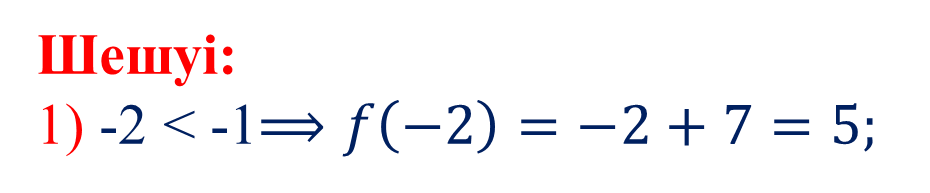 Шешуі:
1) -2 < -1⟹ 𝑓(−2) = −2 + 7 = 5;